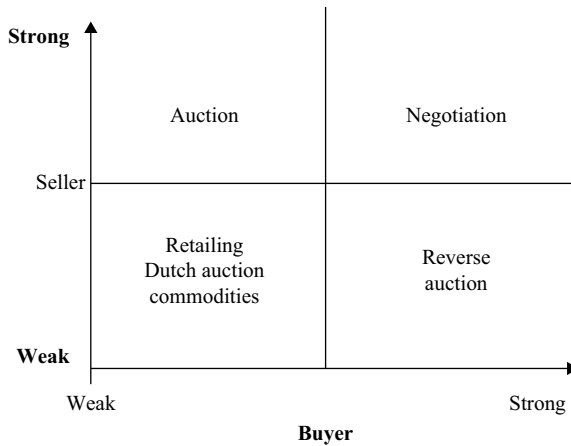 Strong
Auction
Negotiation
Seller
Retailing
Dutch auction
commodities
Reverse
auction
Weak
Weak
Strong
Buyer